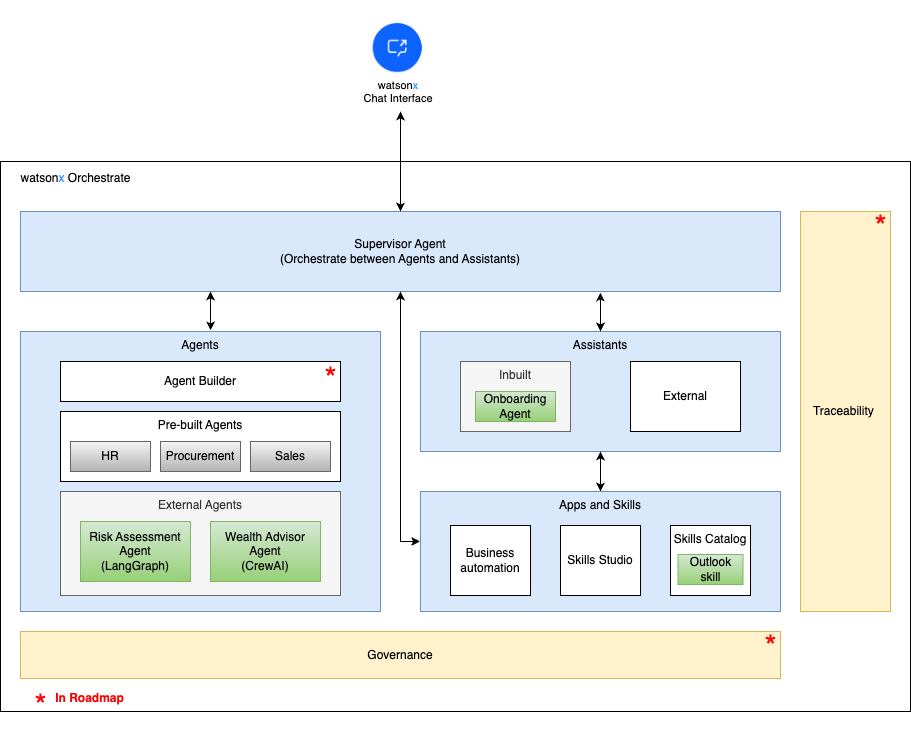 watsonx
Chat Interface
watsonx Orchestrate
Supervisor Agent
(Orchestrate between Agents and Assistants)
*
Agents
Agent Builder
*
Pre-built Agents
HR
Procurement
Sales
External Agents
Risk Assessment
Agent
(LangGraph)
Wealth Advisor
Agent
(CrewAI)
Assistants
Inbuilt
Onboarding
Agent
External
Apps and Skills
Business
automation
Skills Studio
Skills Catalog
Outlook
skill
Traceability
Governance
*
* In Roadmap